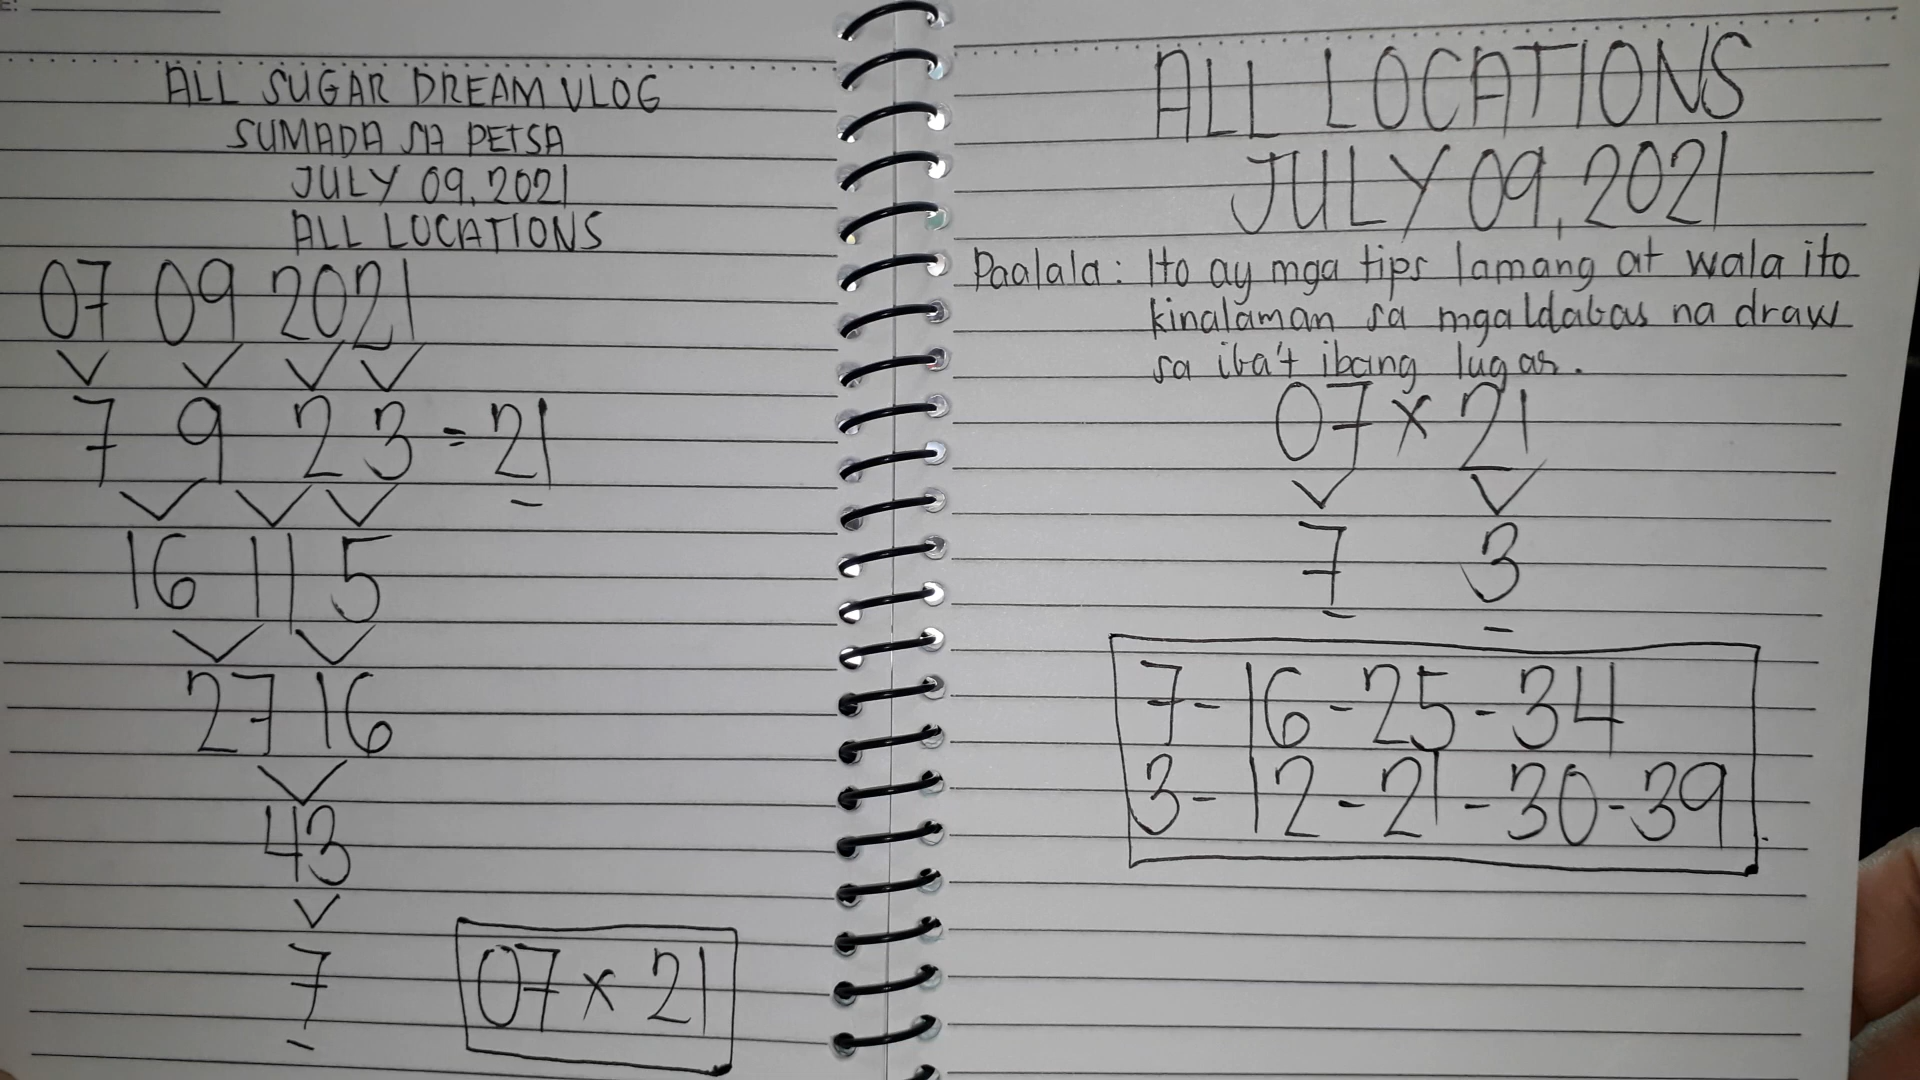 E:
ALL SUGAR DREAM VLOG
SUMADA SA PETSA
JULY 09, 2021
ALL LOCATIONS
07 09 2021
7 9 2 3 = 21
16 11 5
27 16
43
7
07 x 21
ALL LOCATIONS
JULY 09, 2021
Paalala: Ito ay mga tips lamang at wala ito
kinalaman sa mga ldabas na draw
sa iba't ibang lugar.
07 x 21
7 3
7-16-25-34
3-12-21-30-39